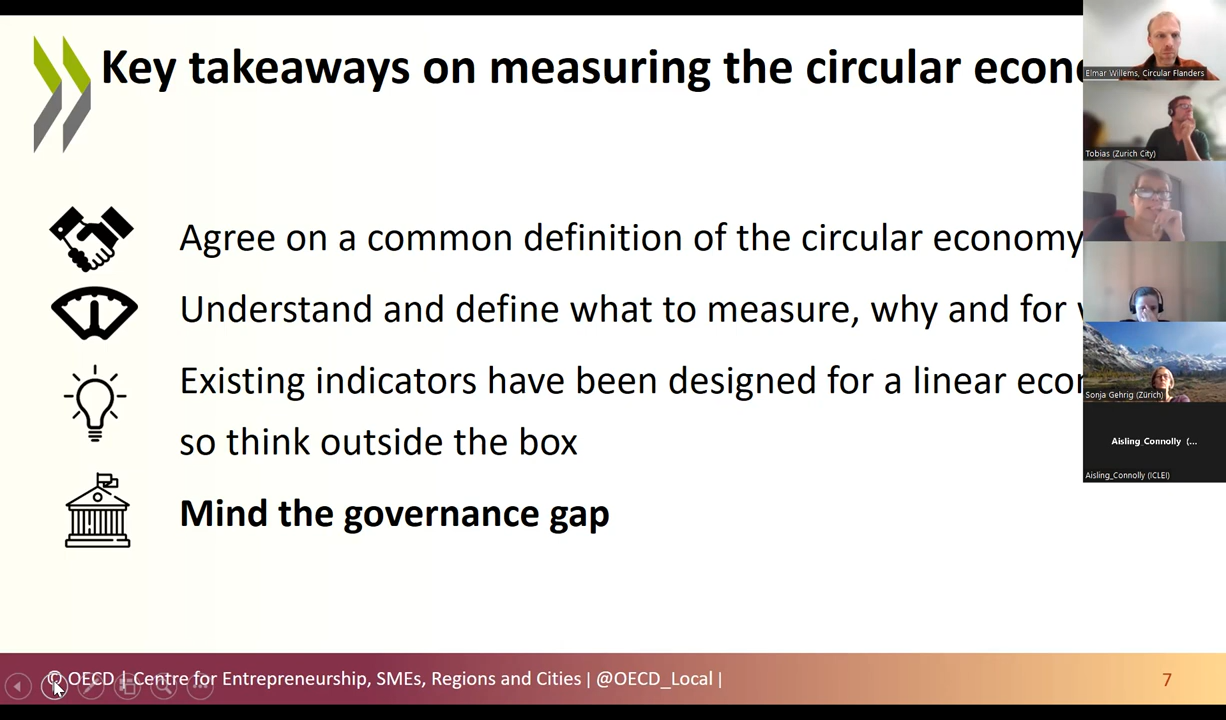 Key takeaways on measuring the circular econ
Agree on a common definition of the circular economy
Understand and define what to measure, why and for
Existing indicators have been designed for a linear econ
so think outside the box
Mind the governance gap
© OECD | Centre for Entrepreneurship, SMEs, Regions and Cities | @OECD_Local |
7
Elmar Willems, Circular Flanders
Tobias (Zurich City)
Sonja Gehrig (Zürich)
Aisling Connolly (...
Aisling_Connolly (ICLEI)